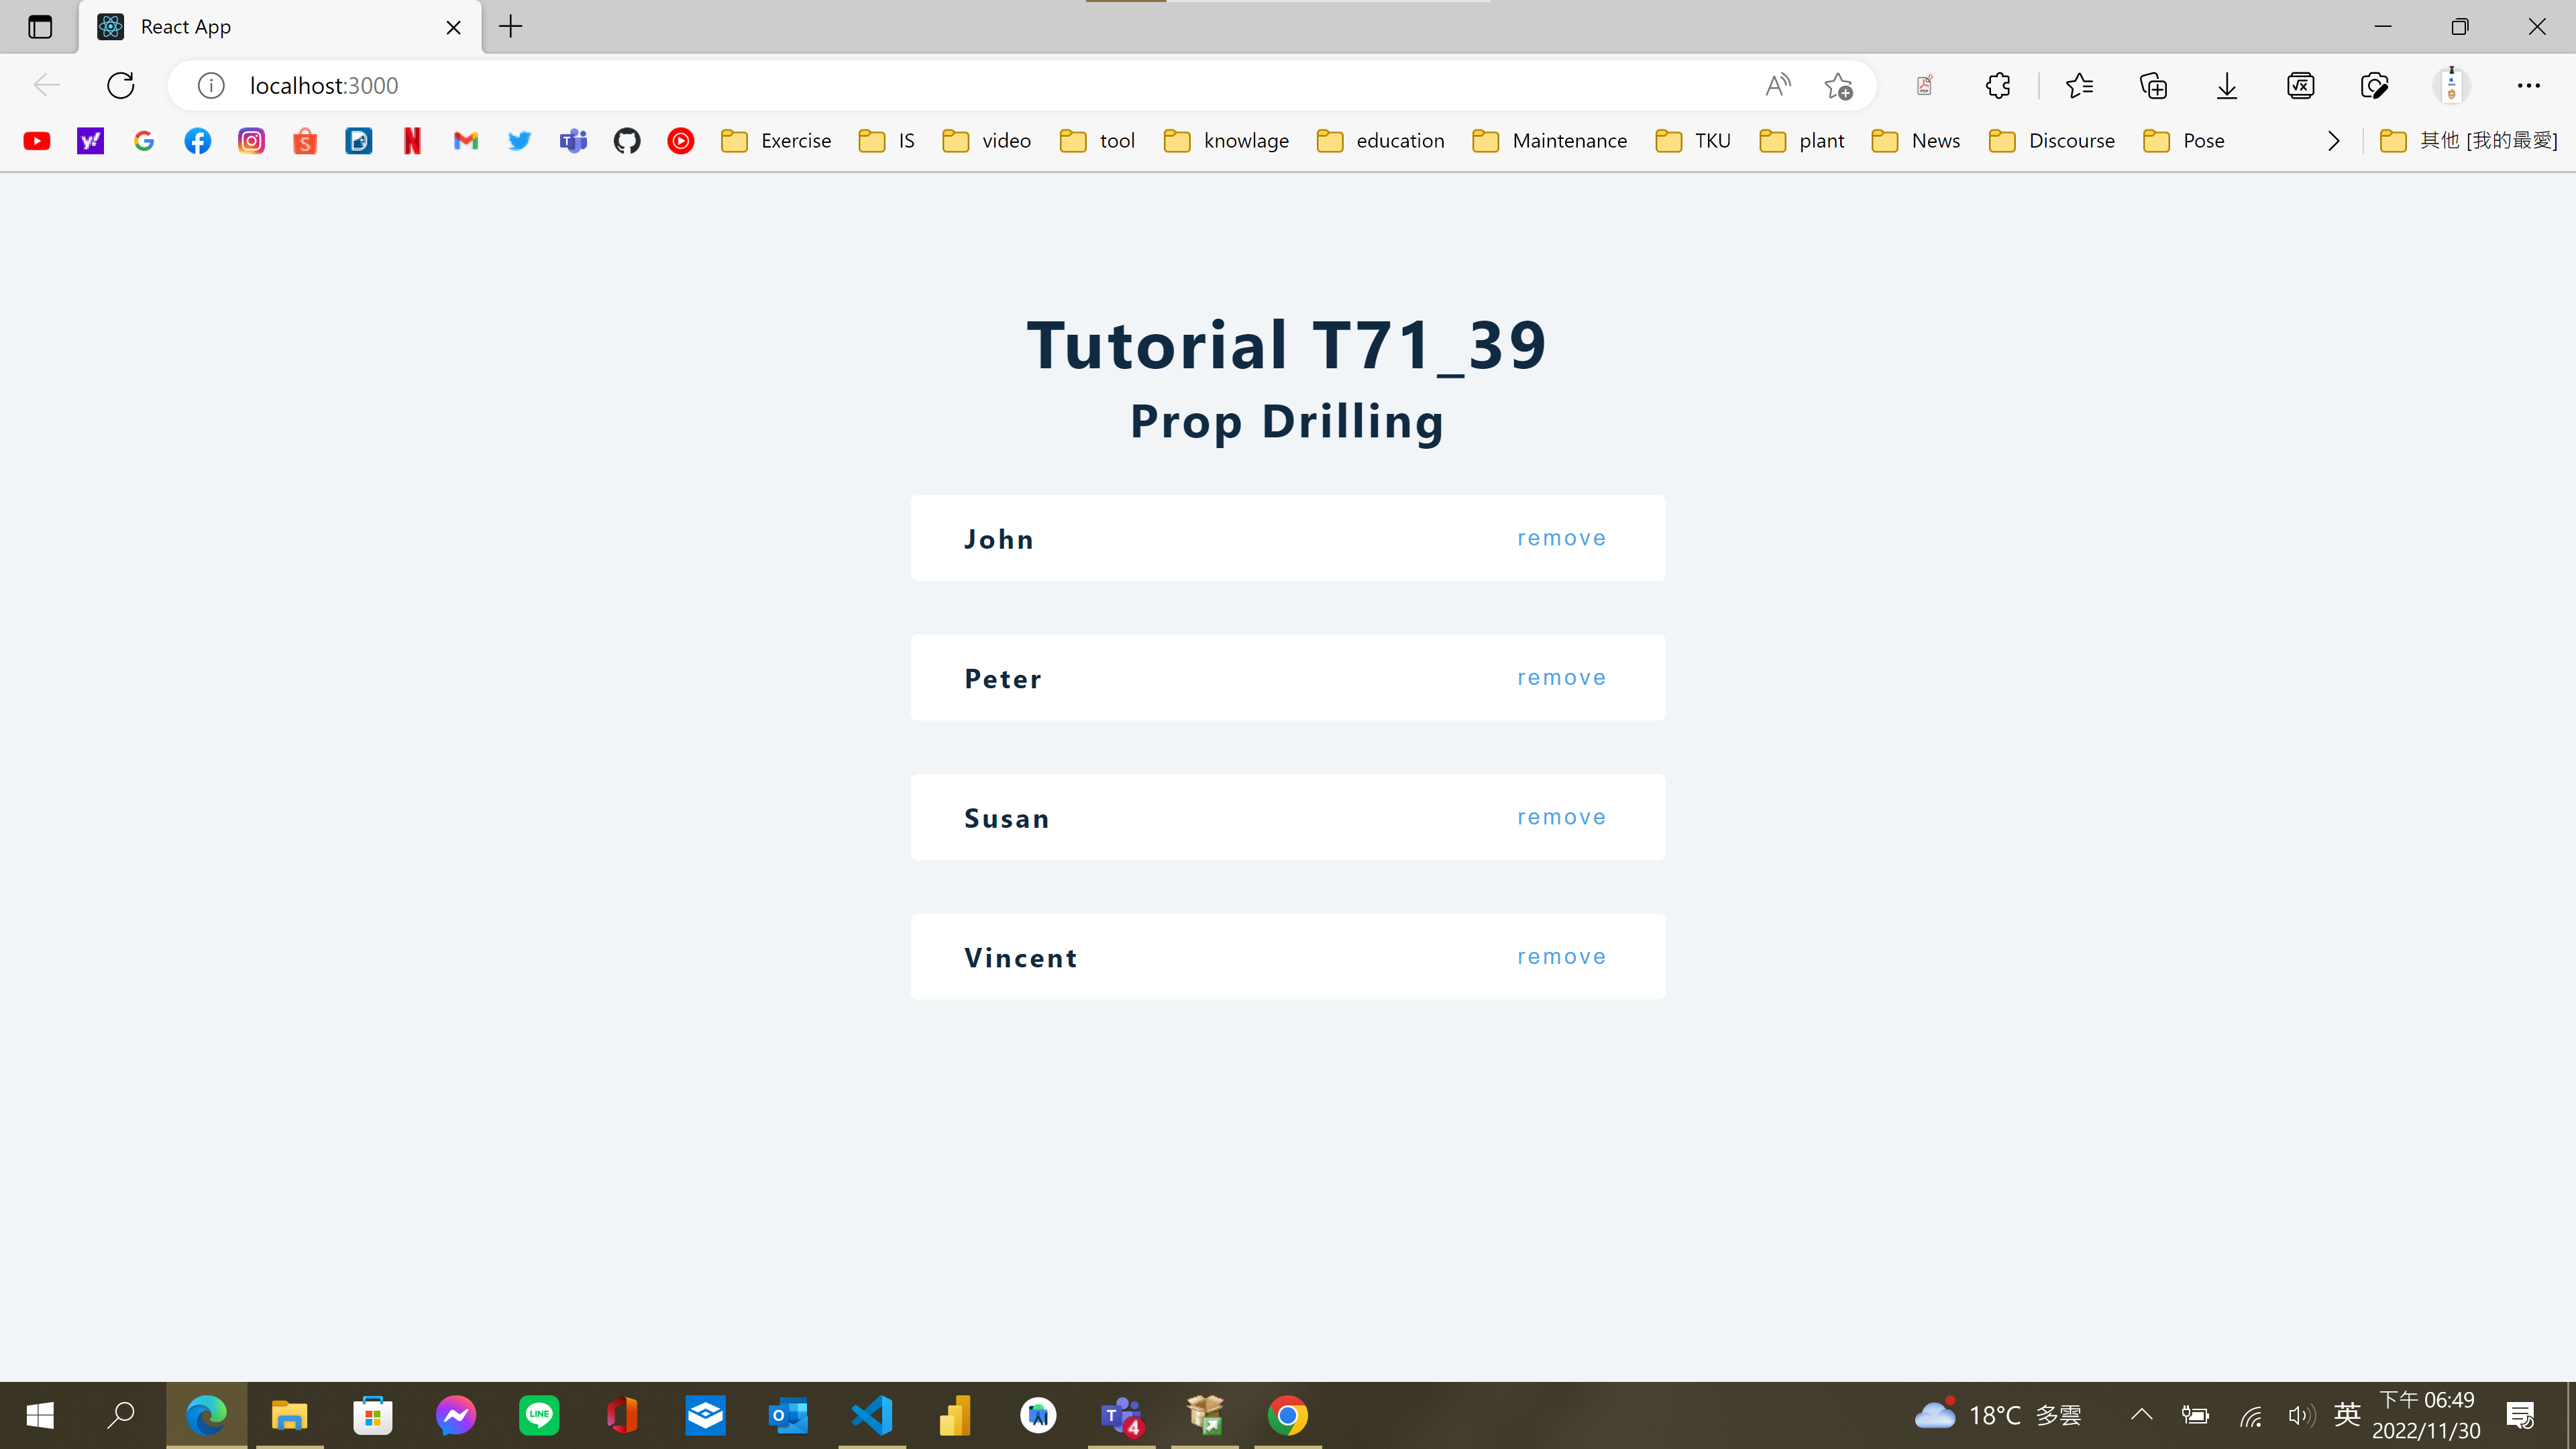 React App
localhost:3000
Exercise IS video tool knowlage education Maintenance TKU plant News Discourse Pose 其他 [我的最愛]
Tutorial T71_39
Prop Drilling
John remove
Peter remove
Susan remove
Vincent remove
18°C 多雲 英 下午 06:49
2022/11/30